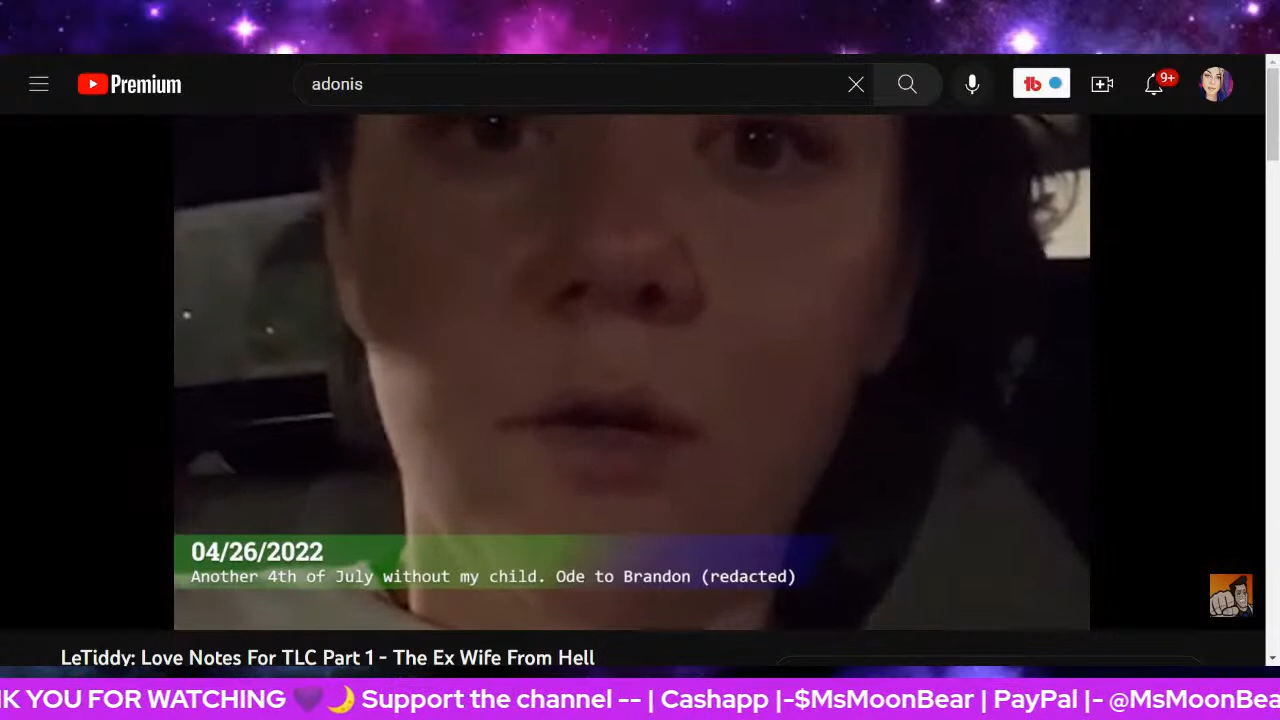 Premium
adonis
9+
04/26/2022
Another 4th of July without my child. Ode to Brandon (redacted)
LeTiddy: Love Notes For TLC Part 1 - The Ex Wife From Hell
NK YOU FOR WATCHING 💜🌙 Support the channel -- | Cashapp |-$MsMoonBear | PayPal |- @MsMoonBea